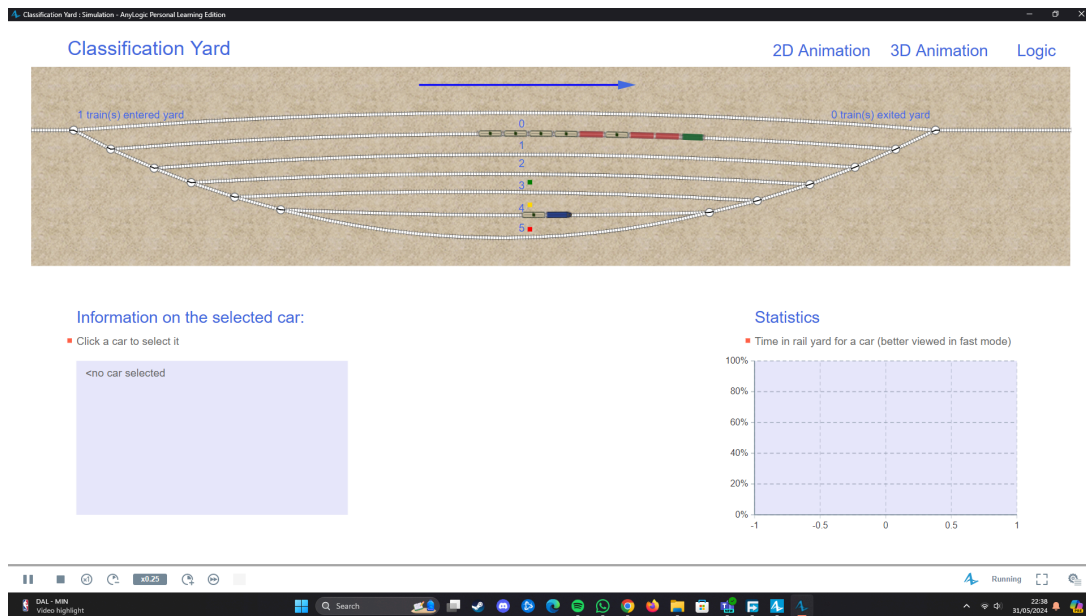 Classification Yard : Simulation - AnyLogic Personal Learning Edition
Classification Yard
2D Animation 3D Animation Logic
1 train(s) entered yard
0 train(s) exited yard
0
1
2
3
4
5
Information on the selected car:
Click a car to select it
<no car selected
Statistics
Time in rail yard for a car (better viewed in fast mode)
100%
80%
60%
40%
20%
0%
-1 -0.5 0 0.5 1
x1 x0.25
Running
DAL - MIN
Video highlight
Search
22:38
31/05/2024